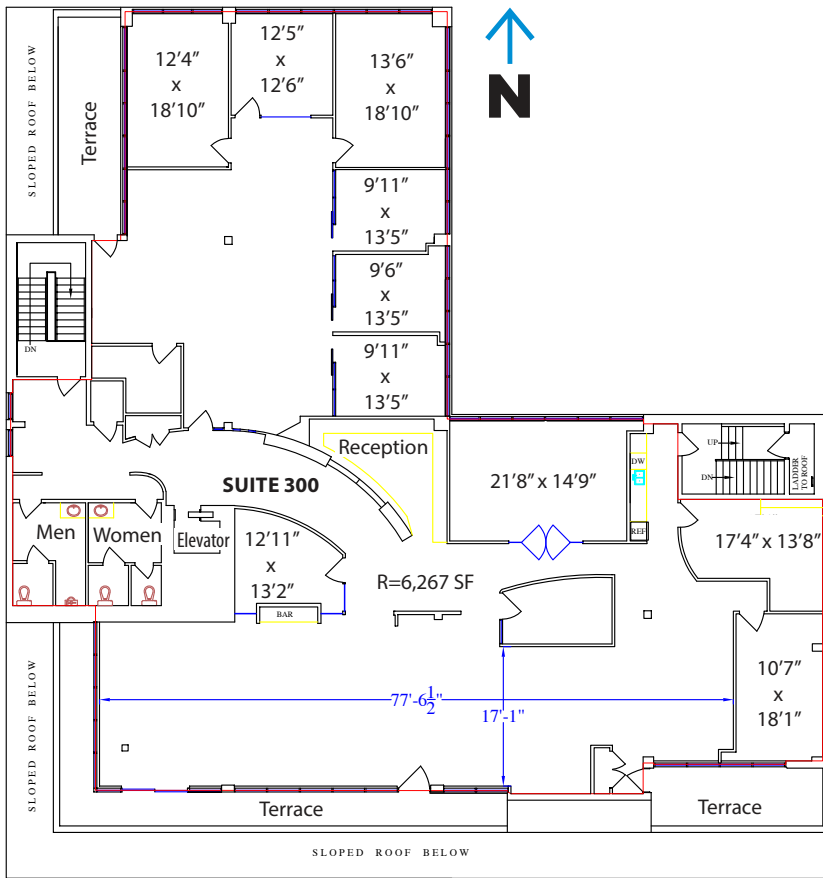 SLOPED ROOF BELOW
Terrace
12’4”
x
18’10”
12’5”
x
12’6”
13’6”
x
18’10”
N
9’11”
x
13’5”
9’6”
x
13’5”
9’11”
x
13’5”
DN
Reception
SUITE 300
21’8” x 14’9”
DW
REF
UP
DN
LADDER
TO ROOF
Men
Women
Elevator
12’11”
x
13’2”
BAR
R=6,267 SF
17’4” x 13’8”
77'-6 1/2"
17'-1"
10’7”
x
18’1”
SLOPED ROOF BELOW
Terrace
Terrace
SLOPED ROOF BELOW